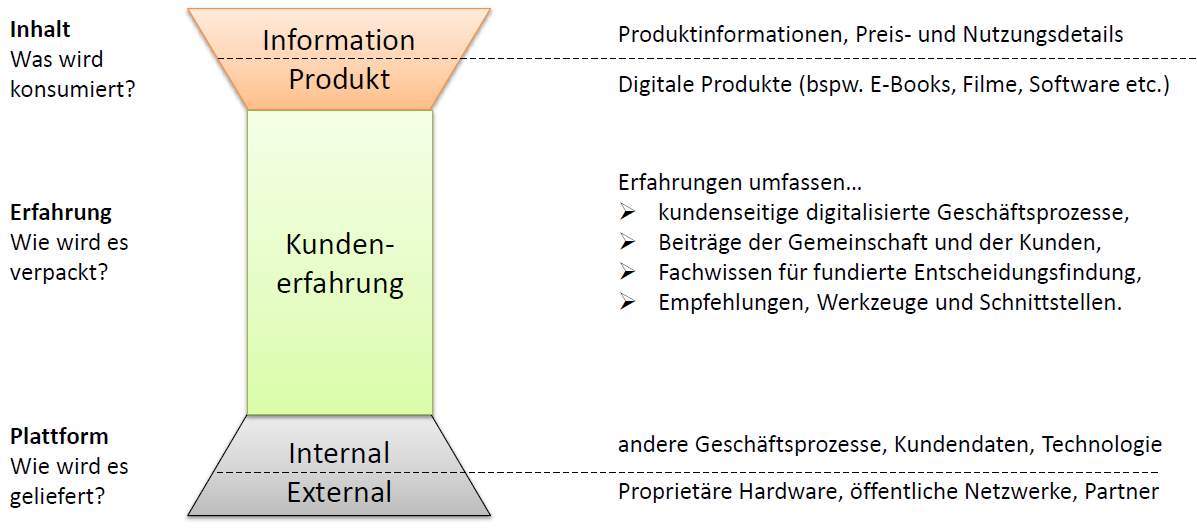 Inhalt
Was wird
konsumiert?
Information
Produkt
Produktinformationen, Preis- und Nutzungsdetails
Digitale Produkte (bspw. E-Books, Filme, Software etc.)
Erfahrung
Wie wird es
verpackt?
Kunden-
erfahrung
Erfahrungen umfassen…
➢ kundenseitige digitalisierte Geschäftsprozesse,
➢ Beiträge der Gemeinschaft und der Kunden,
➢ Fachwissen für fundierte Entscheidungsfindung,
➢ Empfehlungen, Werkzeuge und Schnittstellen.
Plattform
Wie wird es
geliefert?
Internal
External
andere Geschäftsprozesse, Kundendaten, Technologie
Proprietäre Hardware, öffentliche Netzwerke, Partner